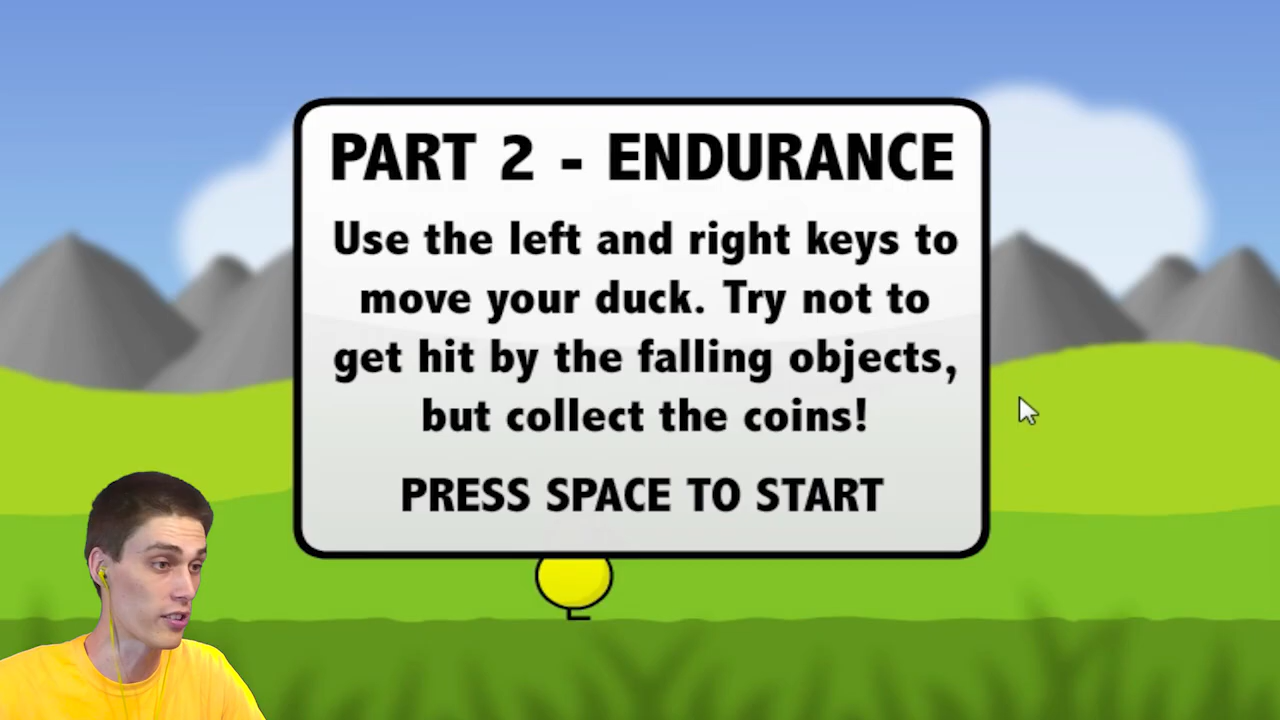 PART 2 - ENDURANCE
Use the left and right keys to
move your duck. Try not to
get hit by the falling objects,
but collect the coins!
PRESS SPACE TO START